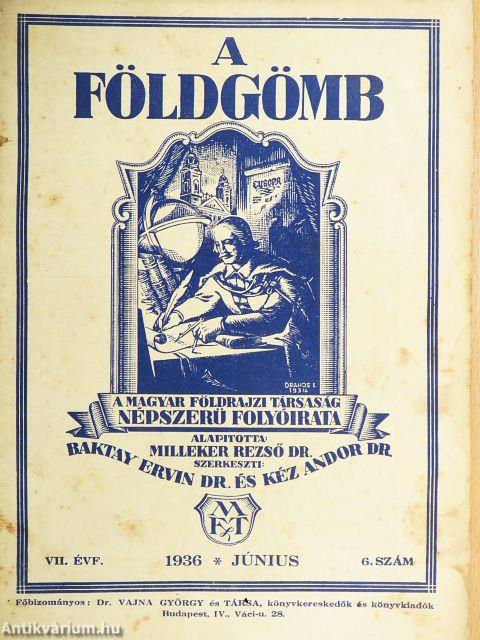 A
FÖLDGÖMB
EUROPA
DRAHOS I.
1934
A MAGYAR FÖLDRAJZI TÁRSASÁG
NÉPSZERŰ FOLYÓIRATA
ALAPITOTTA:
MILLEKER REZSŐ DR.
SZERKESZTI:
BAKTAY ERVIN DR. ÉS KÉZ ANDOR DR.
MFT
VII. ÉVF.
1936 * JÚNIUS
6. SZÁM
Főbizományos: Dr. VAJNA GYÖRGY és TÁRSA, könyvkereskedők és könyvkiadók
Budapest, IV., Váci-u. 28.
Antikvárium.hu